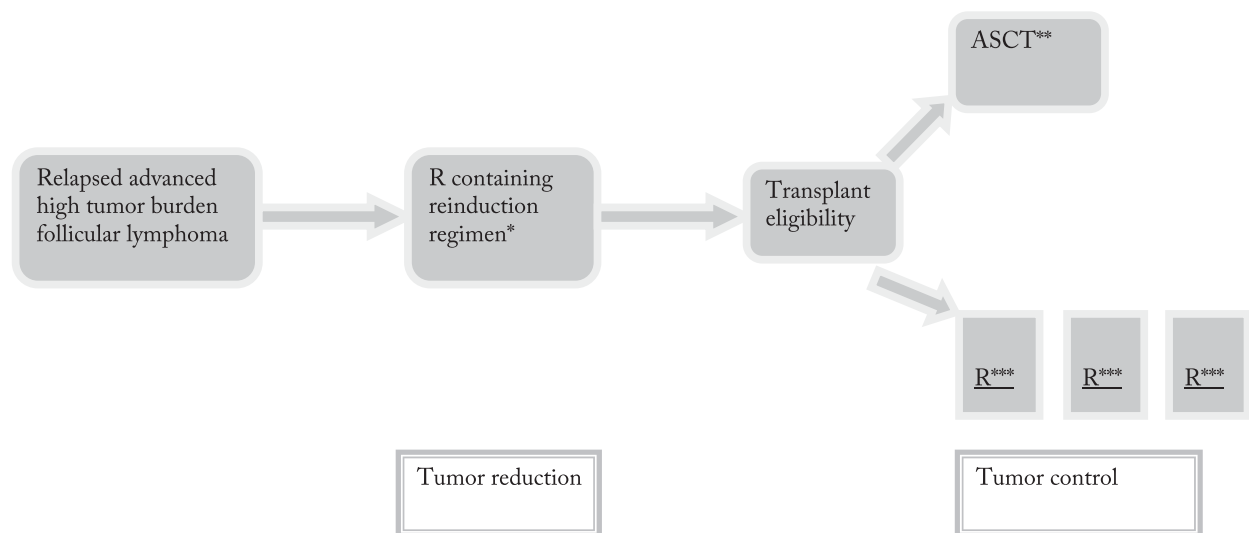 ASCT**
Relapsed advanced
high tumor burden
follicular lymphoma
R containing
reinduction
regimen*
Transplant
eligibility
R***
R***
R***
Tumor reduction
Tumor control